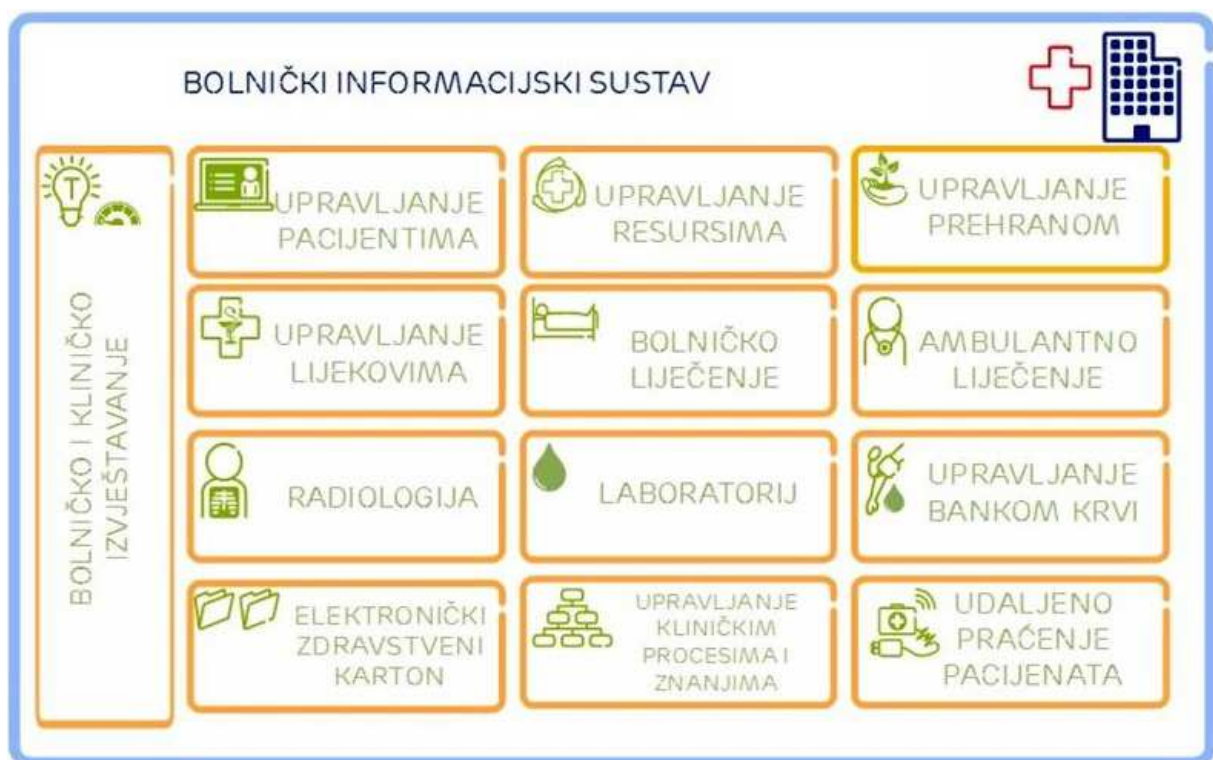 BOLNIČKI INFORMACIJSKI SUSTAV
BOLNIČKO I KLINIČKO
IZVJEŠTAVANJE
UPRAVLJANJE
PACIJENTIMA
UPRAVLJANJE
RESURSIMA
UPRAVLJANJE
PREHRANOM
UPRAVLJANJE
LIJEKOVIMA
BOLNIČKO
LIJEČENJE
AMBULANTNO
LIJEČENJE
RADIOLOGIJA
LABORATORIJ
UPRAVLJANJE
BANKOM KRVI
ELEKTRONIČKI
ZDRAVSTVENI
KARTON
UPRAVLJANJE
KLINIČKIM
PROCESIMA I
ZNANJIMA
UDALJENO
PRAČENJE
PACIJENATA